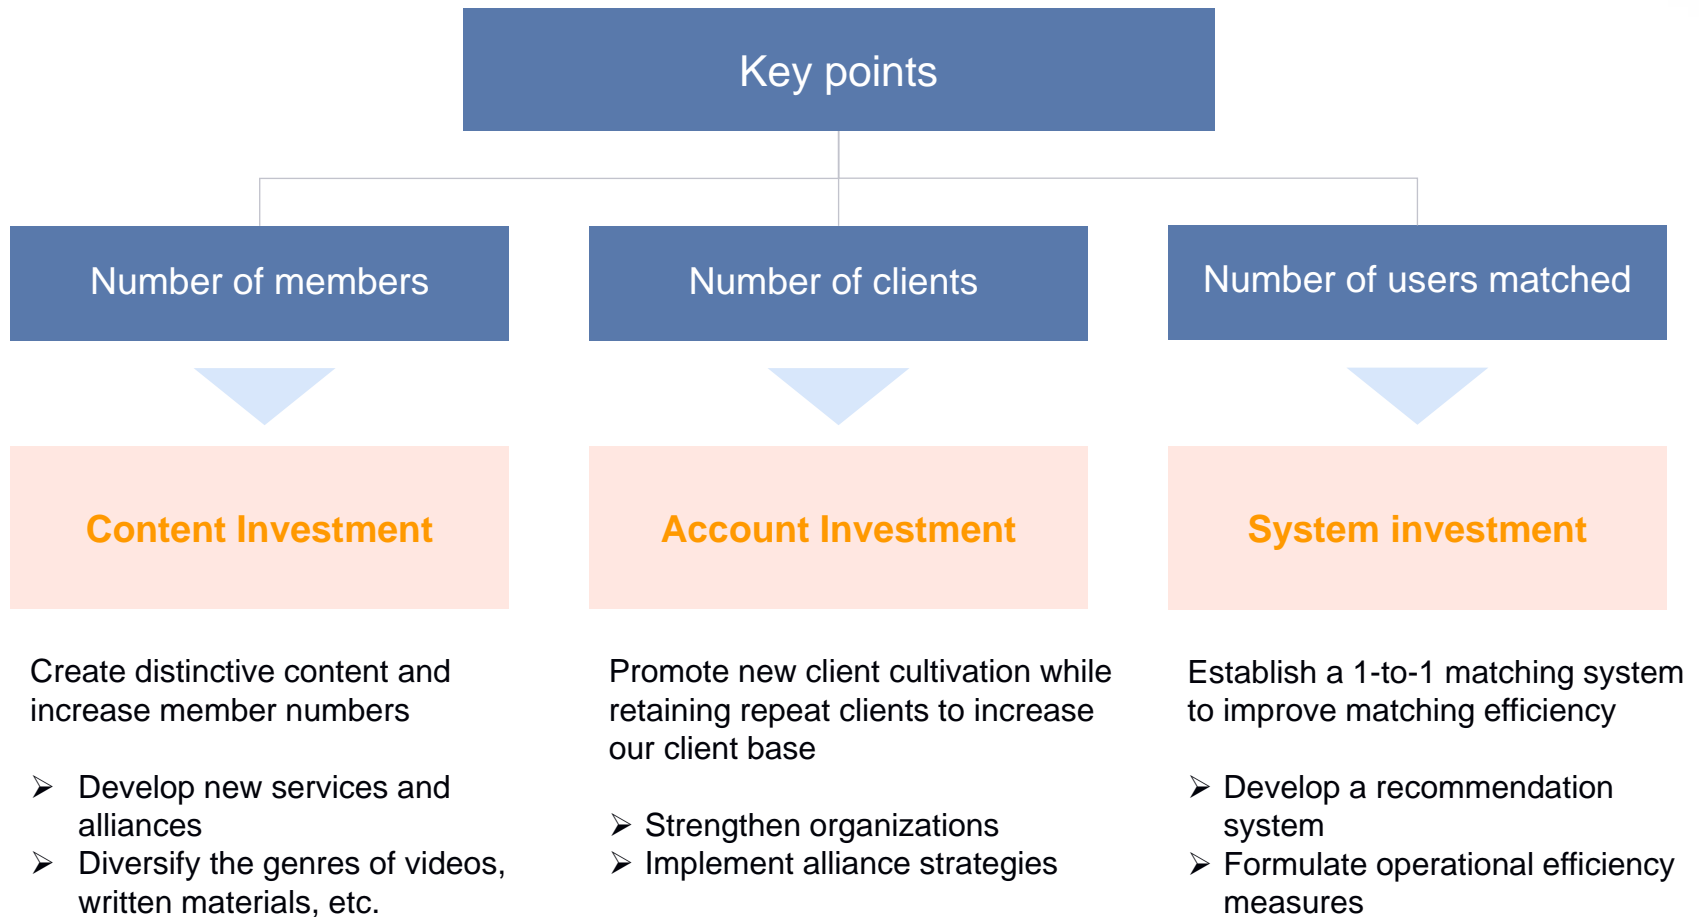 Key points
Number of members
Number of clients
Number of users matched
Content Investment
Account Investment
System investment
Create distinctive content and
increase member numbers
➢ Develop new services and
alliances
➢ Diversify the genres of videos,
written materials, etc.
Promote new client cultivation while
retaining repeat clients to increase
our client base
➢ Strengthen organizations
➢ Implement alliance strategies
Establish a 1-to-1 matching system
to improve matching efficiency
➢ Develop a recommendation
system
➢ Formulate operational efficiency
measures